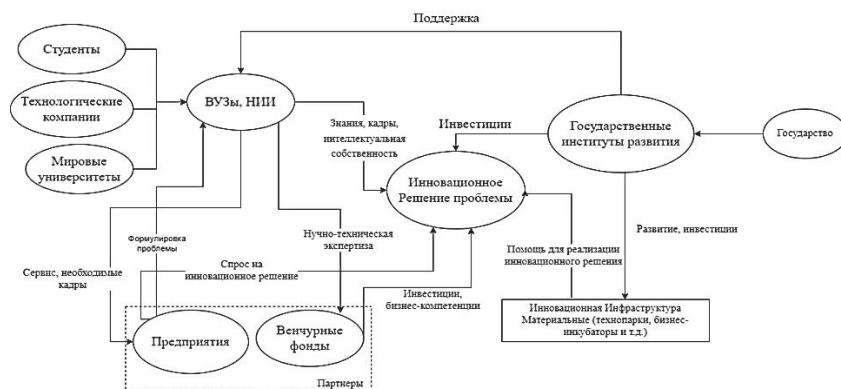 Поддержка
Студенты
Технологические
компании
Мировые
университеты
ВУЗы, НИИ
Знания, кадры,
интеллектуальная
собственность
Инвестиции
Государственные
институты развития
Государство
Инновационное
Решение проблемы
Формулировка
проблемы
Нучно-техническая
экспертиза
Сервис, необходимые
кадры
Спрос на
инновационное решение
Помощь для реализации
инновационного решения
Развитие, инвестиции
Инвестиции,
бизнес-компетенции
Инновационная Инфраструктура
Материальные (технопарки, бизнес-
инкубаторы и т.д.)
Предприятия
Венчурные
фонды
Партнеры